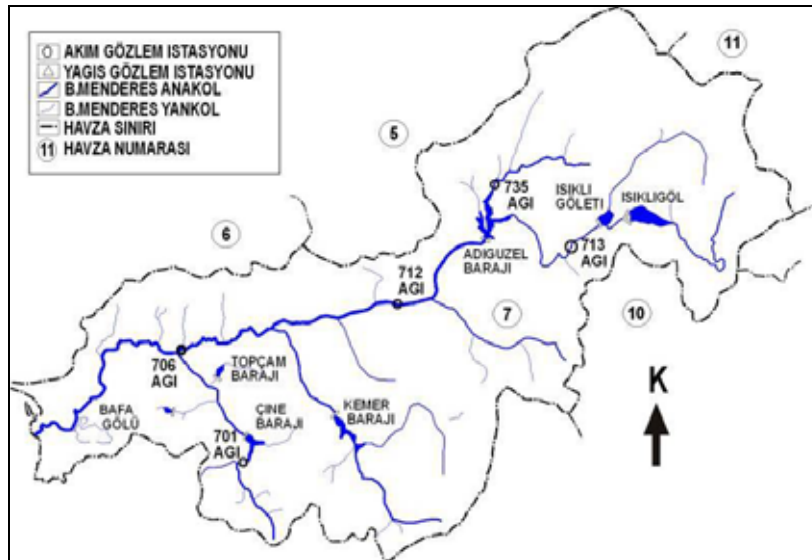 AKIM GÖZLEM İSTASYONU
YAGIS GÖZLEM İSTASYONU
B.MENDERES ANAKOL
B.MENDERES YANKOL
HAVZA SINIRI
11 HAVZA NUMARASI
11
5
735
AGI
ISIKLI
GÖLETI
ISIKLIGÖL
6
713
AGI
ADIGUZEL
BARAJI
712
AGI
7
10
706
AGI
TOPÇAM
BARAJI
K
BAFA
GÖLÜ
ÇINE
BARAJI
KEMER
BARAJI
701
AGI